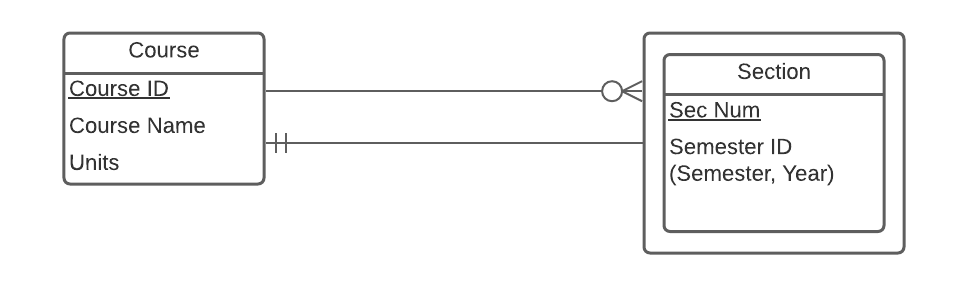 Course
Course ID
Course Name
Units
Section
Sec Num
Semester ID
(Semester, Year)